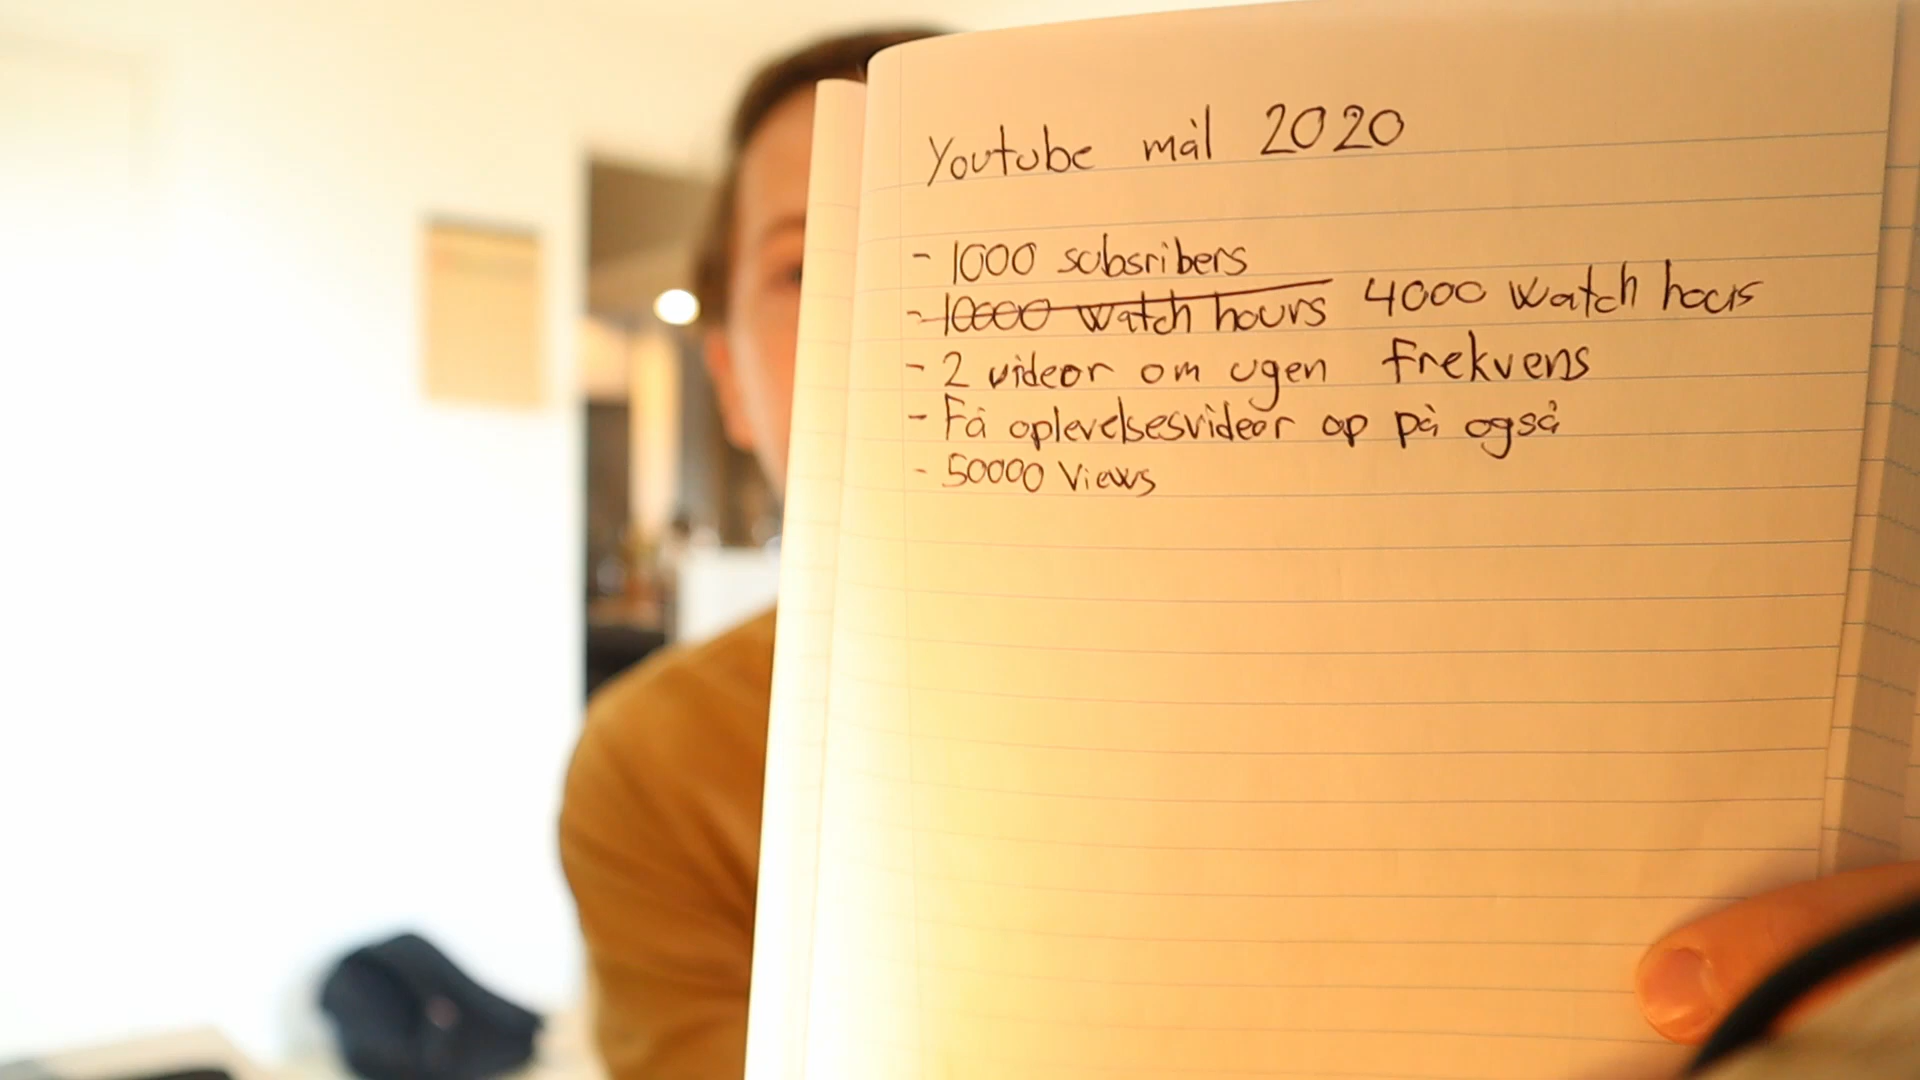 Youtube mål 2020
- 1000 subsribers
- 10000 watch hours 4000 watch hours
- 2 videor om ugen Frekvens
- Få oplevelsesvideor op på også
- 50000 Views